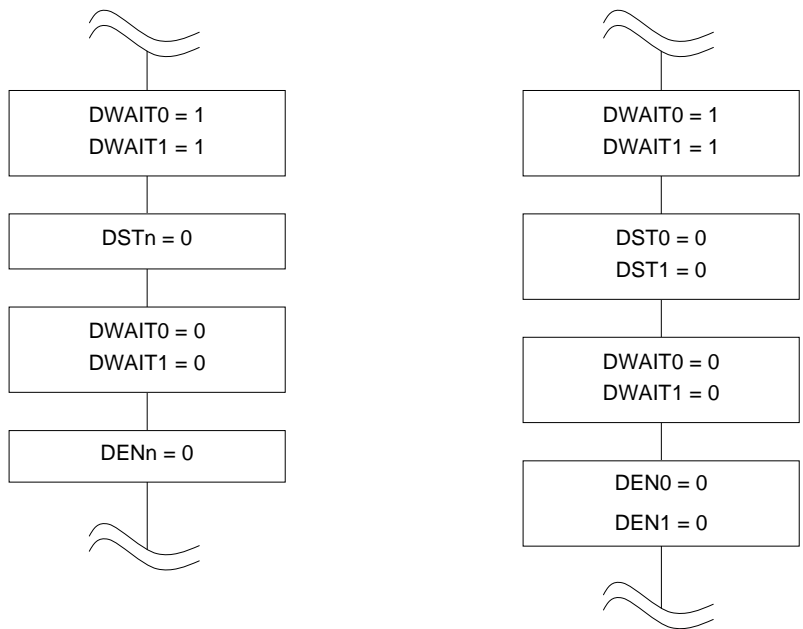 DWAIT0 = 1
DWAIT1 = 1
DSTn = 0
DWAIT0 = 0
DWAIT1 = 0
DENn = 0
DWAIT0 = 1
DWAIT1 = 1
DST0 = 0
DST1 = 0
DWAIT0 = 0
DWAIT1 = 0
DEN0 = 0
DEN1 = 0